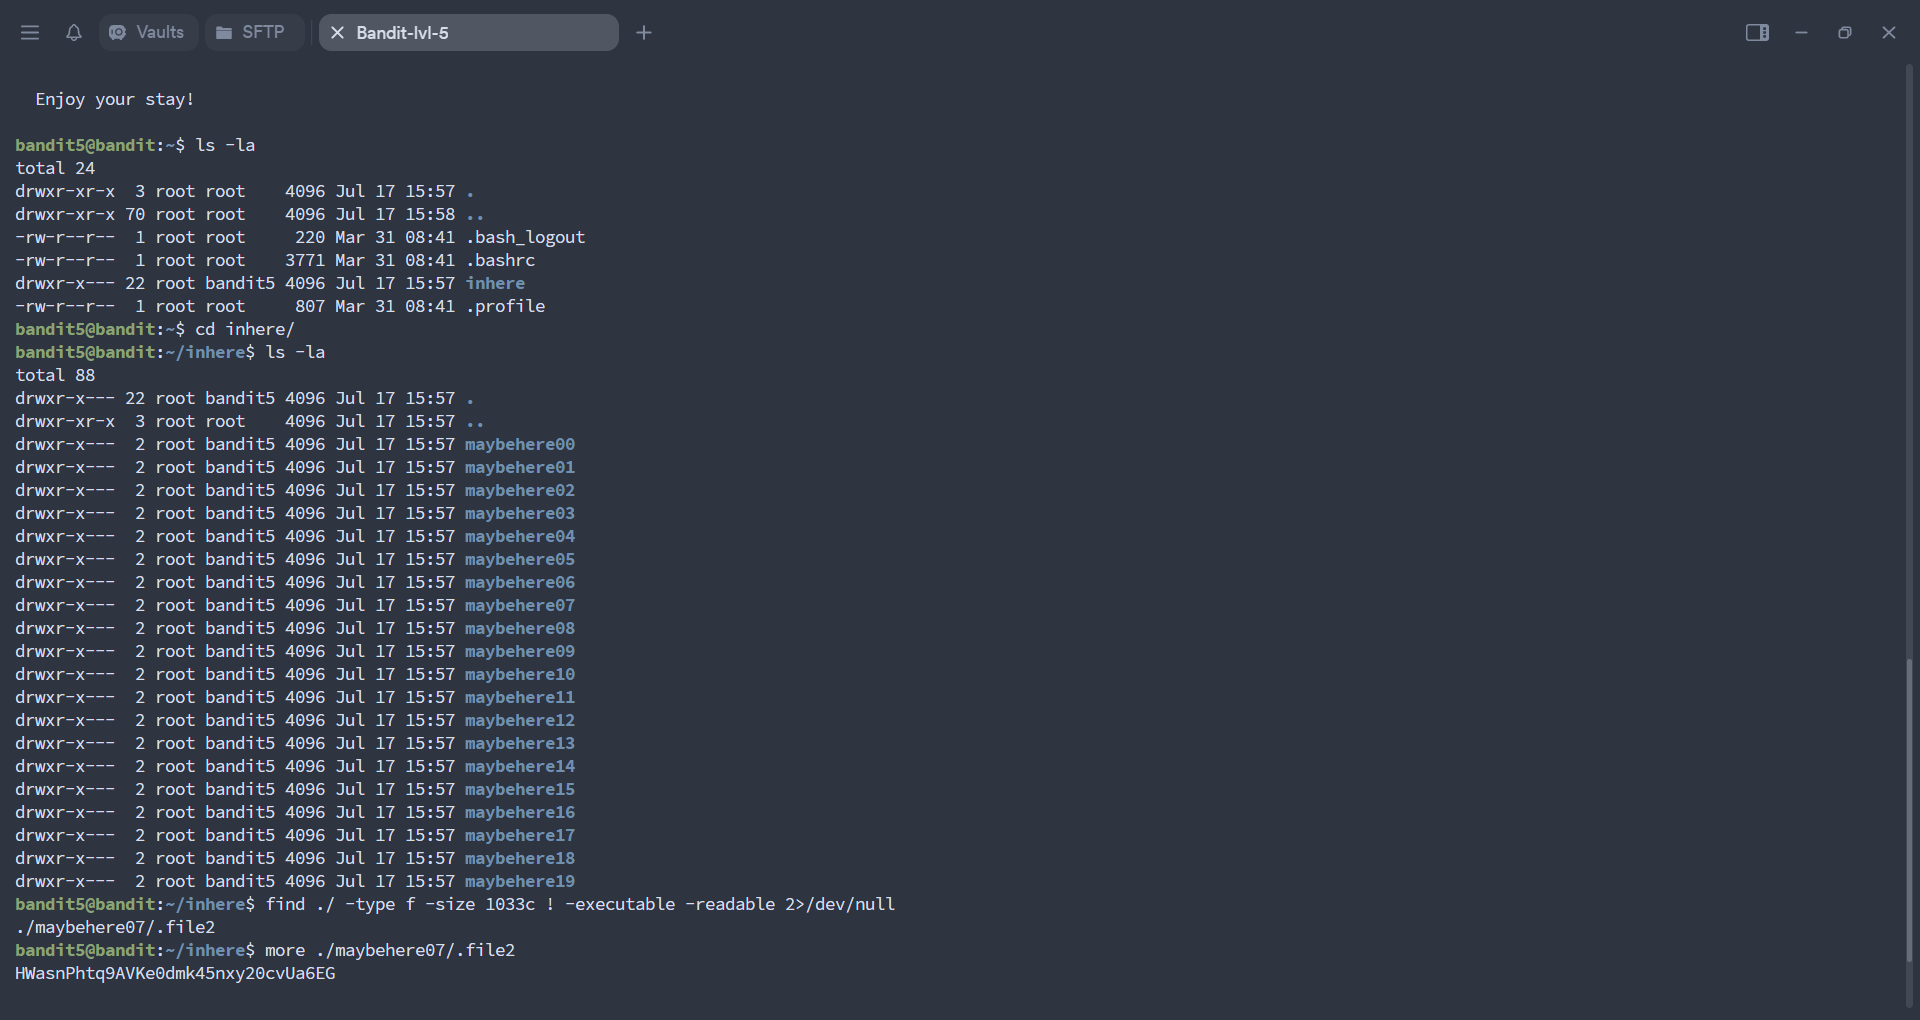 Vaults SFTP Bandit-lvl-5
Enjoy your stay!
bandit5@bandit:~$ ls -la
total 24
drwxr-xr-x  3 root root    4096 Jul 17 15:57 .
drwxr-xr-x 70 root root    4096 Jul 17 15:58 ..
-rw-r--r--  1 root root     220 Mar 31 08:41 .bash_logout
-rw-r--r--  1 root root    3771 Mar 31 08:41 .bashrc
drwxr-x--- 22 root bandit5 4096 Jul 17 15:57 inhere
-rw-r--r--  1 root root     807 Mar 31 08:41 .profile
bandit5@bandit:~$ cd inhere/
bandit5@bandit:~/inhere$ ls -la
total 88
drwxr-x--- 22 root bandit5 4096 Jul 17 15:57 .
drwxr-xr-x  3 root root    4096 Jul 17 15:57 ..
drwxr-x---  2 root bandit5 4096 Jul 17 15:57 maybehere00
drwxr-x---  2 root bandit5 4096 Jul 17 15:57 maybehere01
drwxr-x---  2 root bandit5 4096 Jul 17 15:57 maybehere02
drwxr-x---  2 root bandit5 4096 Jul 17 15:57 maybehere03
drwxr-x---  2 root bandit5 4096 Jul 17 15:57 maybehere04
drwxr-x---  2 root bandit5 4096 Jul 17 15:57 maybehere05
drwxr-x---  2 root bandit5 4096 Jul 17 15:57 maybehere06
drwxr-x---  2 root bandit5 4096 Jul 17 15:57 maybehere07
drwxr-x---  2 root bandit5 4096 Jul 17 15:57 maybehere08
drwxr-x---  2 root bandit5 4096 Jul 17 15:57 maybehere09
drwxr-x---  2 root bandit5 4096 Jul 17 15:57 maybehere10
drwxr-x---  2 root bandit5 4096 Jul 17 15:57 maybehere11
drwxr-x---  2 root bandit5 4096 Jul 17 15:57 maybehere12
drwxr-x---  2 root bandit5 4096 Jul 17 15:57 maybehere13
drwxr-x---  2 root bandit5 4096 Jul 17 15:57 maybehere14
drwxr-x---  2 root bandit5 4096 Jul 17 15:57 maybehere15
drwxr-x---  2 root bandit5 4096 Jul 17 15:57 maybehere16
drwxr-x---  2 root bandit5 4096 Jul 17 15:57 maybehere17
drwxr-x---  2 root bandit5 4096 Jul 17 15:57 maybehere18
drwxr-x---  2 root bandit5 4096 Jul 17 15:57 maybehere19
bandit5@bandit:~/inhere$ find ./ -type f -size 1033c ! -executable -readable 2>/dev/null
./maybehere07/.file2
bandit5@bandit:~/inhere$ more ./maybehere07/.file2
HWasnPhtq9AVKe0dmk45nxy20cvUa6EG